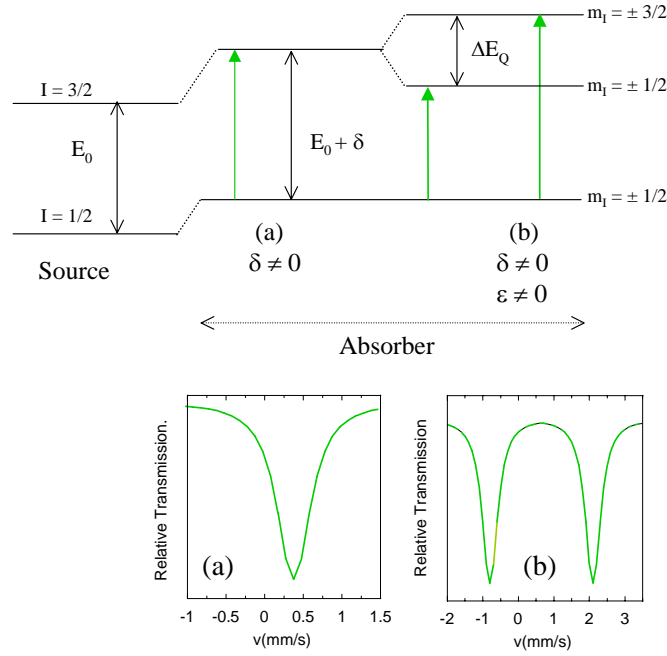 m_I = ± 3/2
ΔE_Q
I = 3/2
m_I = ± 1/2
E_0
E_0 + δ
I = 1/2
m_I = ± 1/2
(a)
(b)
Source
δ ≠ 0
δ ≠ 0
ε ≠ 0
Absorber
Relative Transmission.
(a)
-1
-0.5
0
0.5
1
1.5
v(mm/s)
Relative Transmission
(b)
-2
-1
0
1
2
3
v(mm/s)